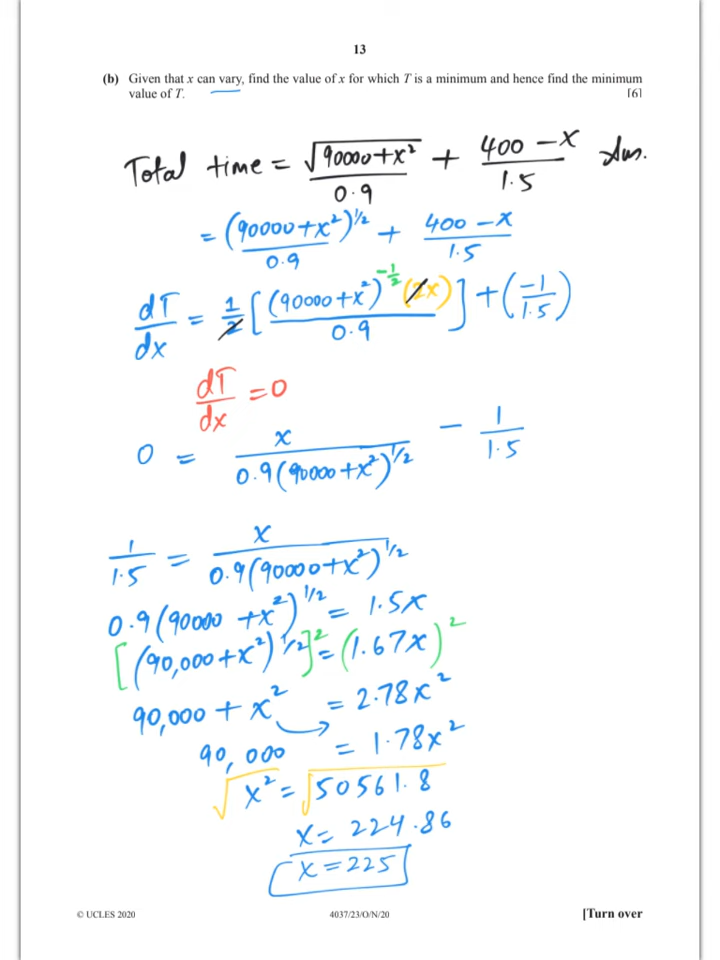 13
(b) Given that x can vary, find the value of x for which T is a minimum and hence find the minimum
value of T. [6]
Total time = √(90000+x²)/0.9 + (400-x)/1.5 Ans.
= (90000+x²)^1/2/0.9 + (400-x)/1.5
dT/dx = 1/2 [(90000+x²)^-1/2 (2x)/0.9] + (-1/1.5)
dT/dx = 0
0 = x/0.9(90000+x²)^1/2 - 1/1.5
1/1.5 = x/0.9(90000+x²)^1/2
0.9(90000+x²)^1/2 = 1.5x
[(90,000+x²)^1/2]² = (1.67x)²
90,000 + x² = 2.78x²
90,000 = 1.78x²
√x² = √50561.8
x = 224.86
x = 225
© UCLES 2020 4037/23/O/N/20 [Turn over